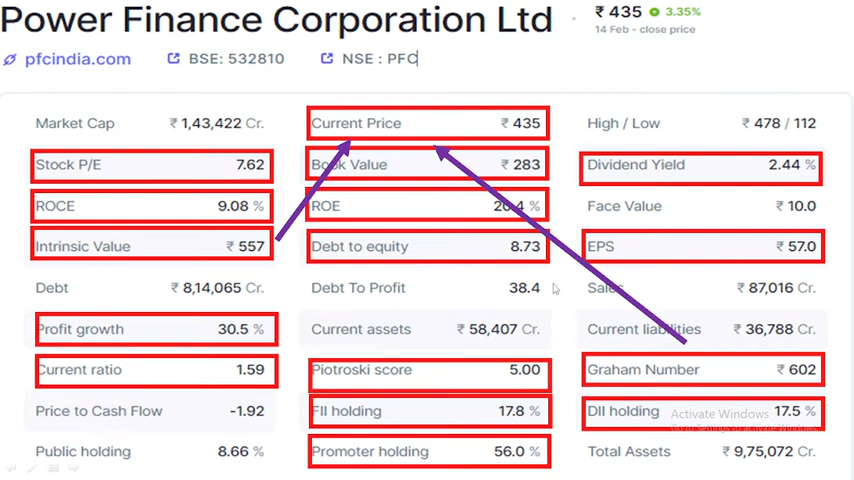 Power Finance Corporation Ltd
₹ 435 3.35%
14 Feb - close price
pfcindia.com BSE: 532810 NSE : PFC
Market Cap ₹ 1,43,422 Cr. Current Price ₹ 435 High / Low ₹ 478 / 112
Stock P/E 7.62 Book Value ₹ 283 Dividend Yield 2.44 %
ROCE 9.08 % ROE 20.4 % Face Value ₹ 10.0
Intrinsic Value ₹ 557 Debt to equity 8.73 EPS ₹ 57.0
Debt ₹ 8,14,065 Cr. Debt To Profit 38.4 Sales ₹ 87,016 Cr.
Profit growth 30.5 % Current assets ₹ 58,407 Cr. Current liabilities ₹ 36,788 Cr.
Current ratio 1.59 Piotroski score 5.00 Graham Number ₹ 602
Price to Cash Flow -1.92 FII holding 17.8 % DII holding 17.5 %
Activate Windows
Go to Settings to activate Windows.
Public holding 8.66 % Promoter holding 56.0 % Total Assets ₹ 9,75,072 Cr.